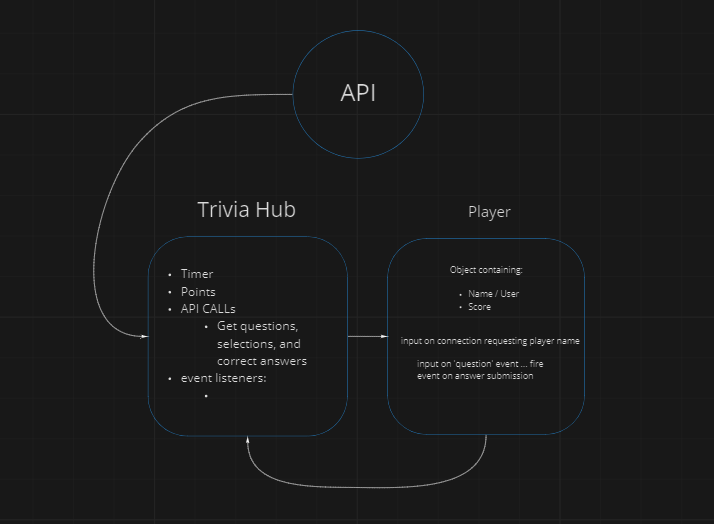 API
Trivia Hub
• Timer
• Points
• API CALLs
• Get questions,
selections, and
correct answers
• event listeners:
•
Player
Object containing:
• Name / User
• Score
input on connection requesting player name
input on 'question' event ... fire
event on answer submission